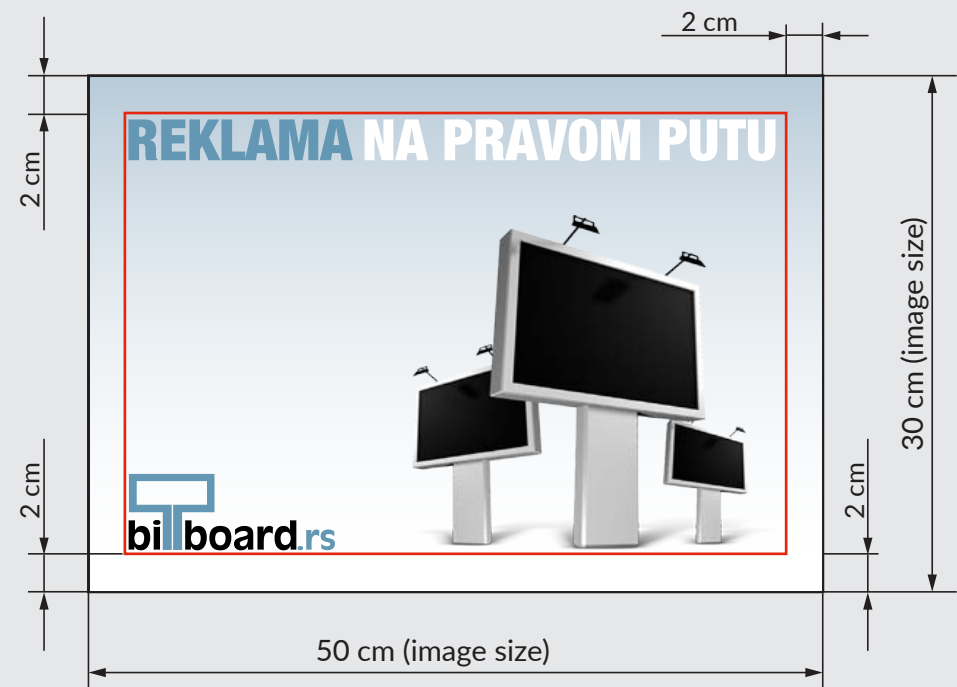 2 cm
REKLAMA NA PRAVOM PUTU
2 cm
30 cm (image size)
2 cm
2 cm
billboard.rs
50 cm (image size)